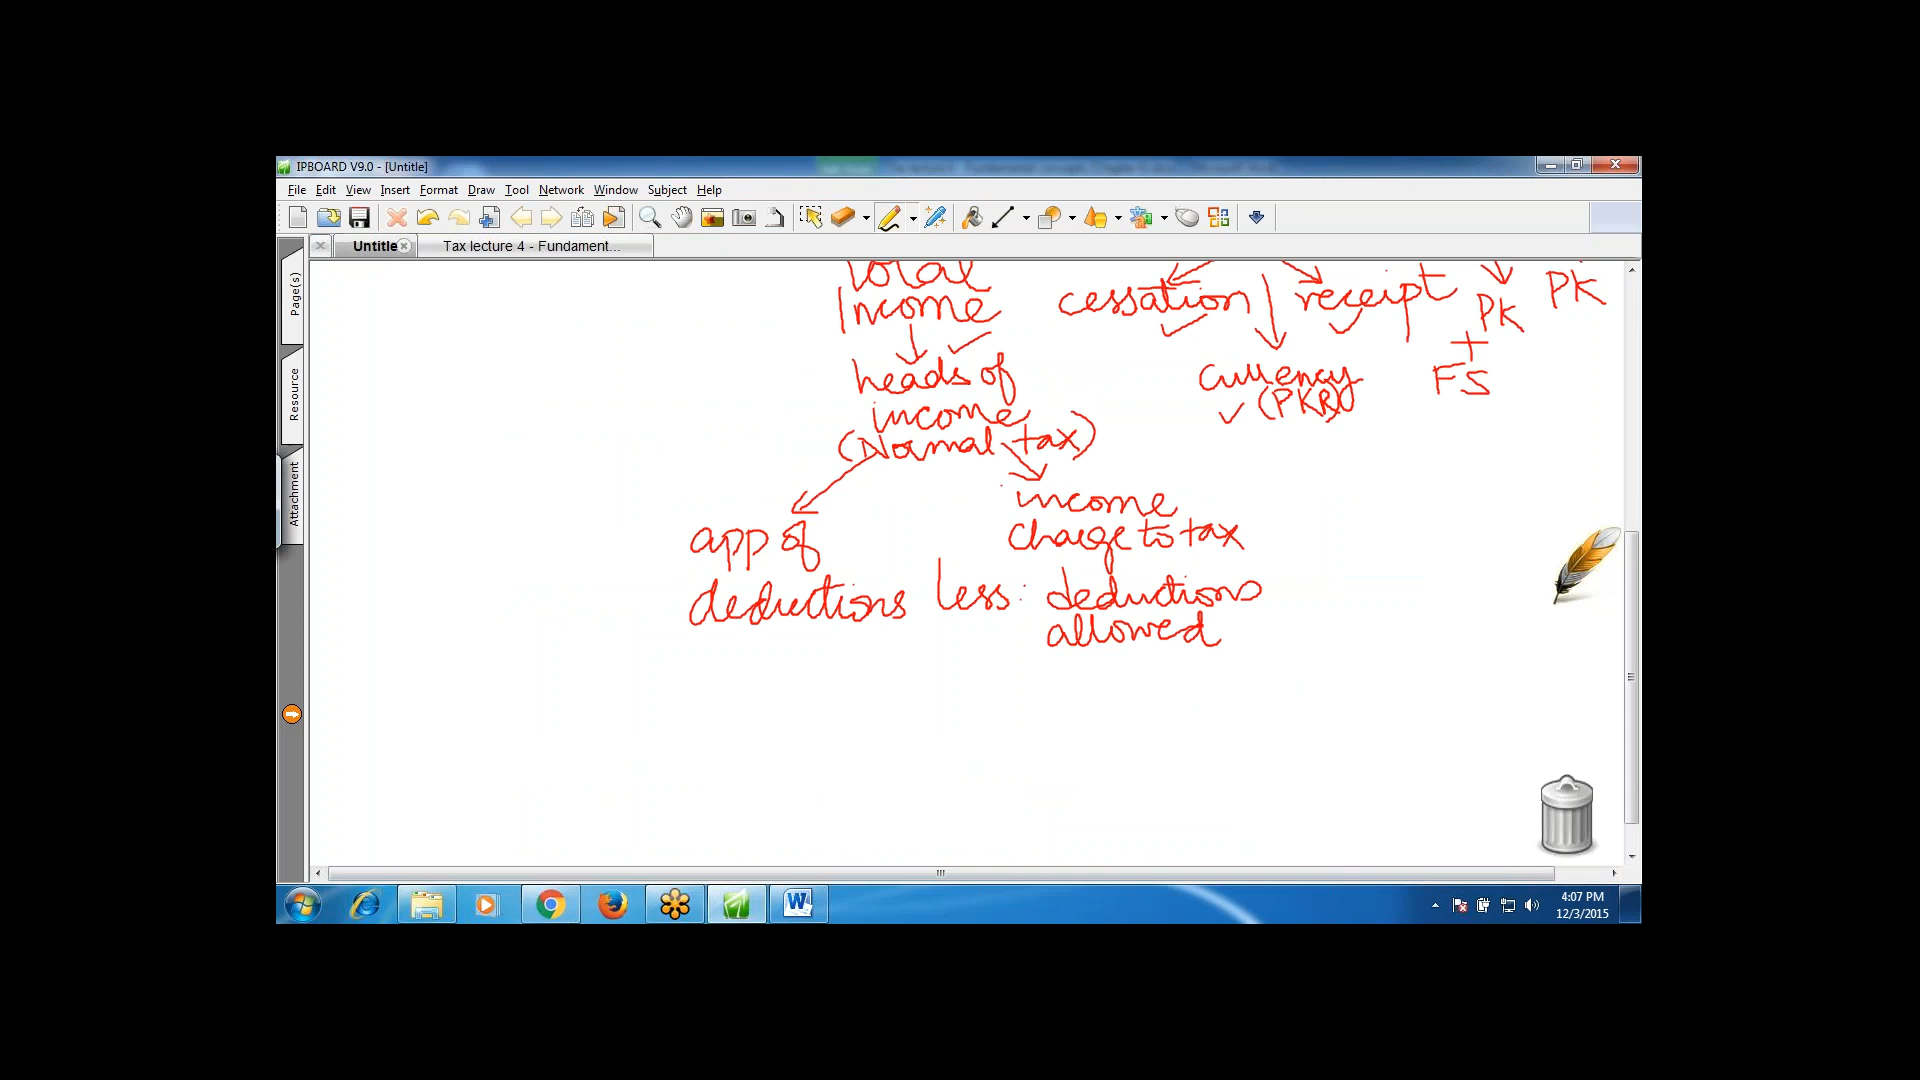 IPBOARD V9.0 - [Untitle]
File Edit View Insert Format Draw Tool Network Window Subject Help
Untitle
Tax lecture 4 - Fundament...
Page(s)
Resource
Attachment
Total
Income
cessation
receipt
PK
PK
+
FS
heads of
income
(Normal tax)
currency
(PKR)
app of
deductions
income
charge to tax
less: deductions
allowed
4:07 PM
12/3/2015